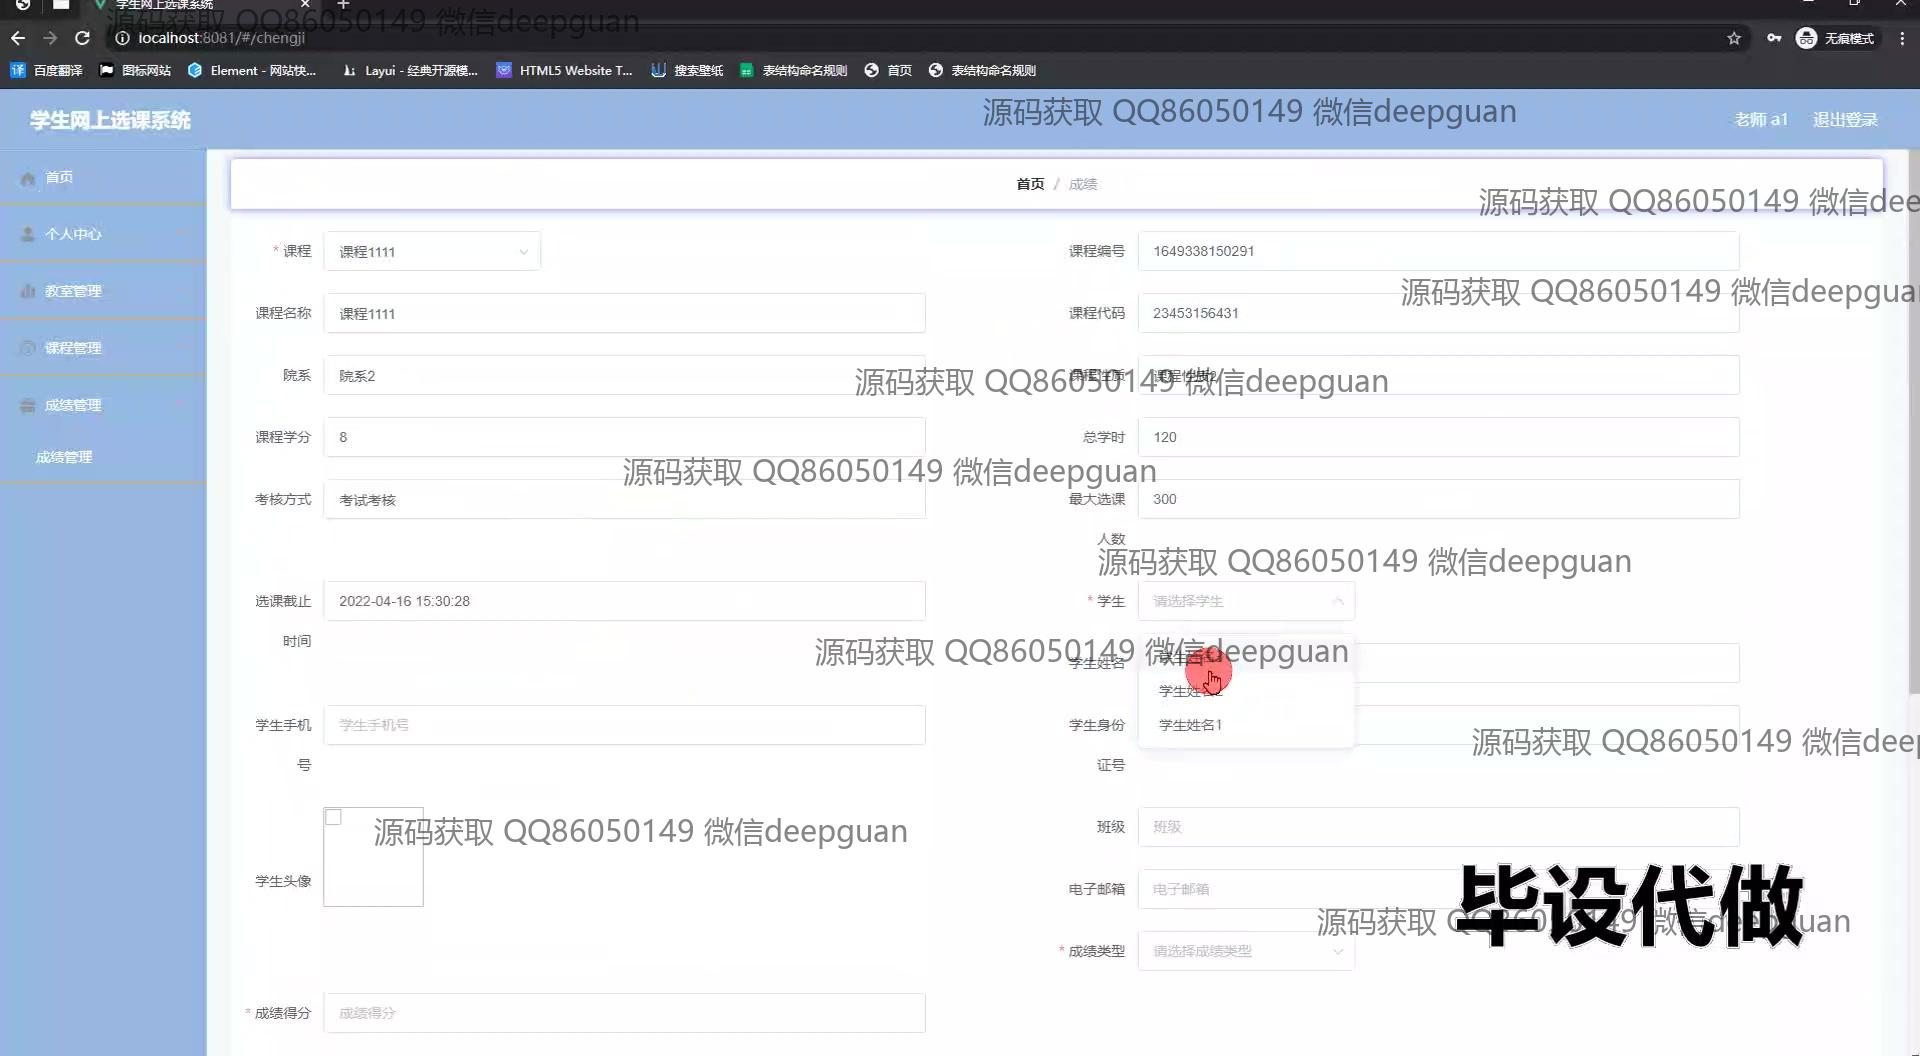 学生网上选课系统
源码获取 QQ86050149 微信deepguan
localhost:8081/#/chengji
无痕模式
百度翻译
图标网站
Element - 网站快...
Layui - 经典开源模...
HTML5 Website T...
搜索壁纸
表结构命名规则
首页
表结构命名规则
学生网上选课系统
源码获取 QQ86050149 微信deepguan
老师 a1
退出登录
首页
个人中心
教室管理
课程管理
成绩管理
成绩管理
首页 / 成绩
源码获取 QQ86050149 微信dee
* 课程
课程1111
课程编号
1649338150291
源码获取 QQ86050149 微信deepgua
课程名称
课程1111
课程代码
23453156431
院系
院系2
课程性质
课程性质2
源码获取 QQ86050149 微信deepguan
课程学分
8
总学时
120
源码获取 QQ86050149 微信deepguan
考核方式
考试考核
最大选课
人数
300
源码获取 QQ86050149 微信deepguan
选课截止
时间
2022-04-16 15:30:28
* 学生
请选择学生
源码获取 QQ86050149 微信deepguan
学生姓名
学生姓名1
学生手机
号
学生手机号
学生身份
证号
源码获取 QQ86050149 微信deep
学生头像
源码获取 QQ86050149 微信deepguan
班级
班级
电子邮箱
电子邮箱
毕设代做
源码获取 QQ86050149 微信deepguan
* 成绩类型
请选择成绩类型
* 成绩得分
成绩得分